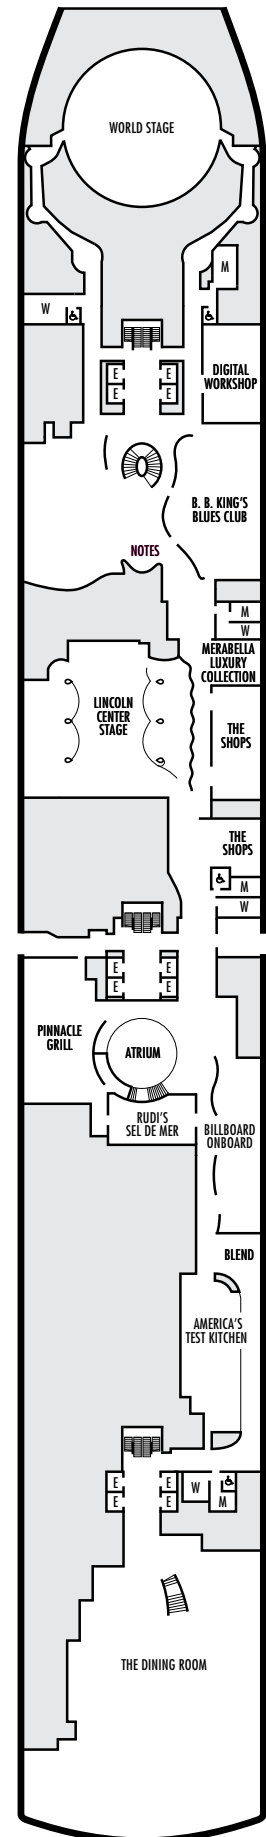 WORLD STAGE
M
W
DIGITAL
WORKSHOP
E
E
E
E
B. B. KING'S
BLUES CLUB
NOTES
M
W
MERABELLA
LUXURY
COLLECTION
LINCOLN
CENTER
STAGE
THE
SHOPS
THE
SHOPS
M
W
E
E
E
E
PINNACLE
GRILL
ATRIUM
RUDI'S
SEL DE MER
BILLBOARD
ONBOARD
BLEND
AMERICA'S
TEST KITCHEN
E
E
E
E
W
M
THE DINING ROOM